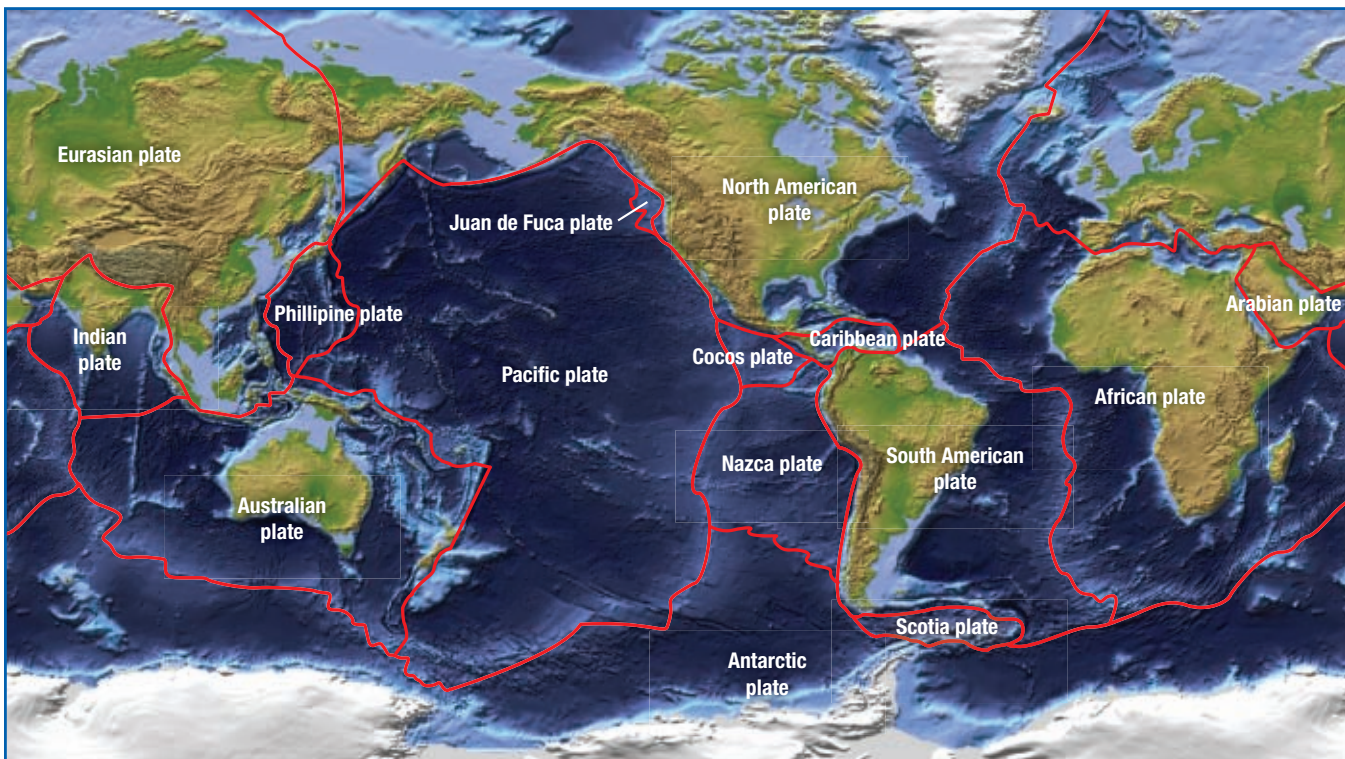 Eurasian plate
North American
plate
Juan de Fuca plate
Phillipine plate
Arabian plate
Indian
plate
Caribbean plate
Cocos plate
Pacific plate
African plate
Nazca plate
South American
plate
Australian
plate
Scotia plate
Antarctic
plate